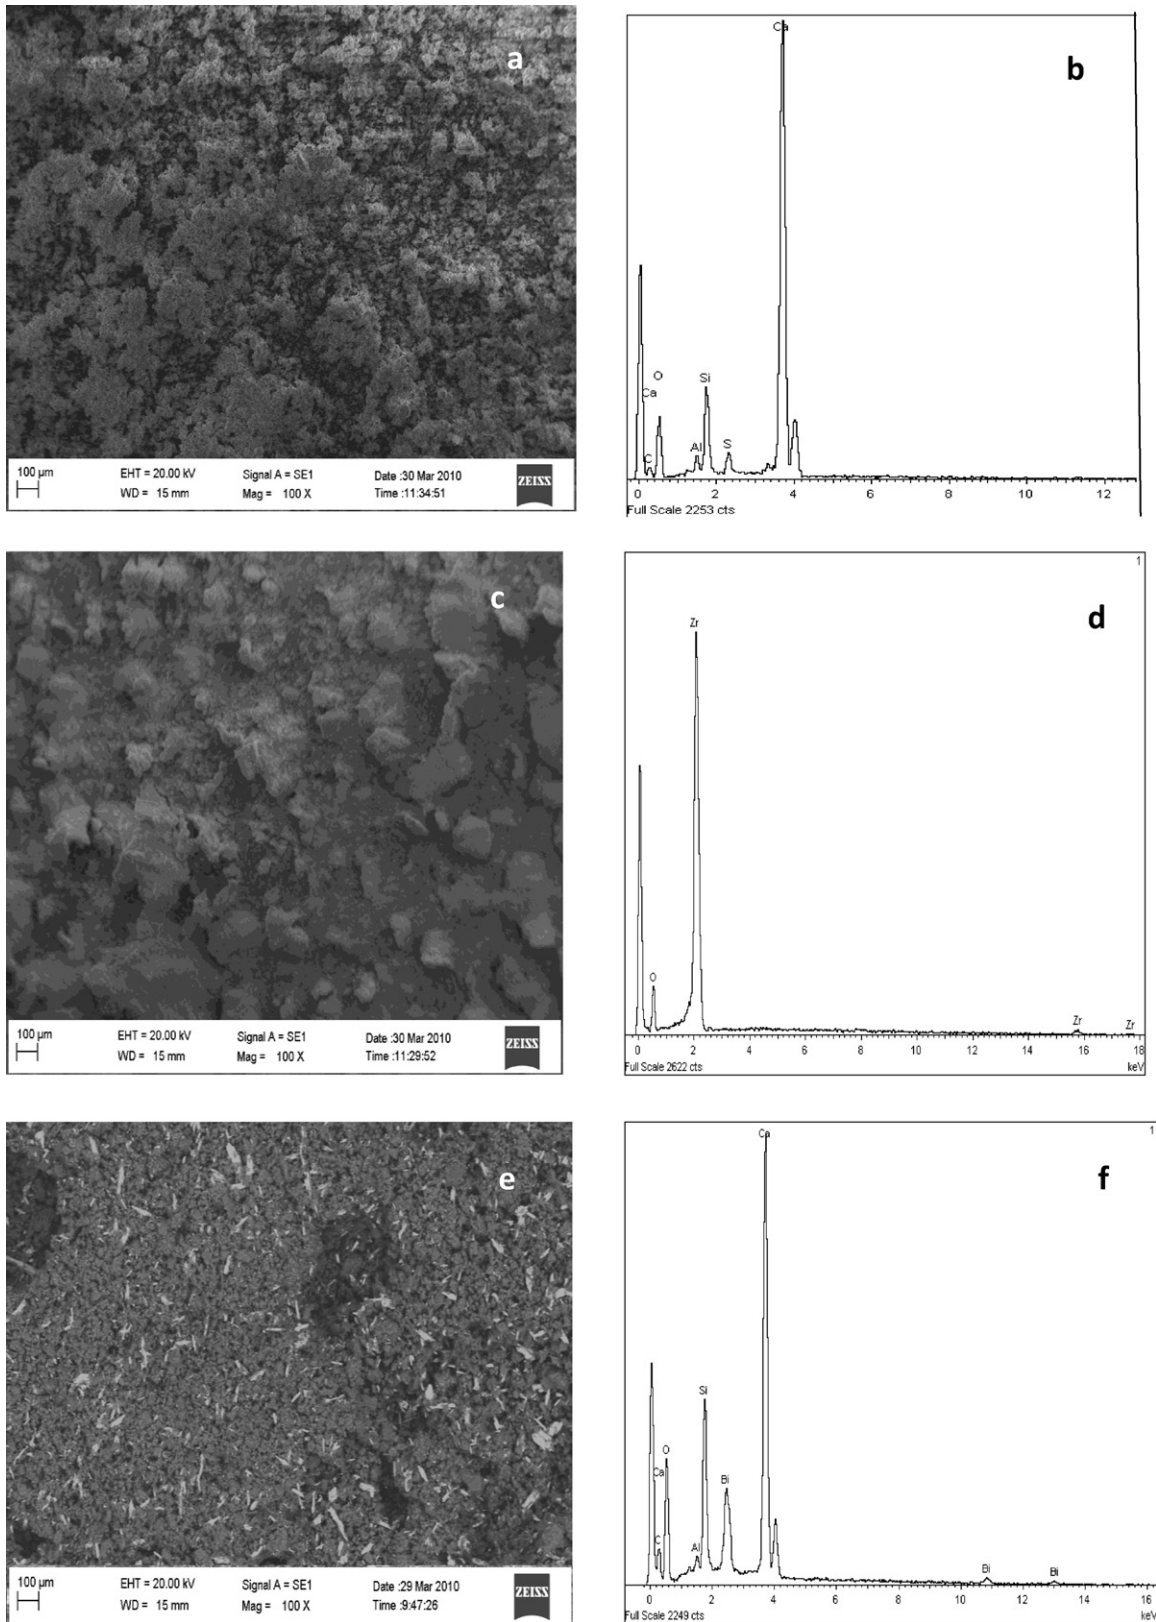 a
100 µm
EHT = 20.00 kV
Signal A = SE1
Date :30 Mar 2010
WD = 15 mm
Mag = 100 X
Time :11:34:51
ZEISS
b
Ca
O
Ca
C
Al
Si
S
0 2 4 6 8 10 12
Full Scale 2253 cts
c
100 µm
EHT = 20.00 kV
Signal A = SE1
Date :30 Mar 2010
WD = 15 mm
Mag = 100 X
Time :11:29:52
ZEISS
1
d
Zr
O
Zr
Zr
0 2 4 6 8 10 12 14 16 18
Full Scale 2622 cts
keV
e
100 µm
EHT = 20.00 kV
Signal A = SE1
Date :29 Mar 2010
WD = 15 mm
Mag = 100 X
Time :9:47:26
ZEISS
1
f
Ca
Si
O
Ca
Bi
C
Al
Bi
Bi
0 2 4 6 8 10 12 14 16
Full Scale 2249 cts
keV